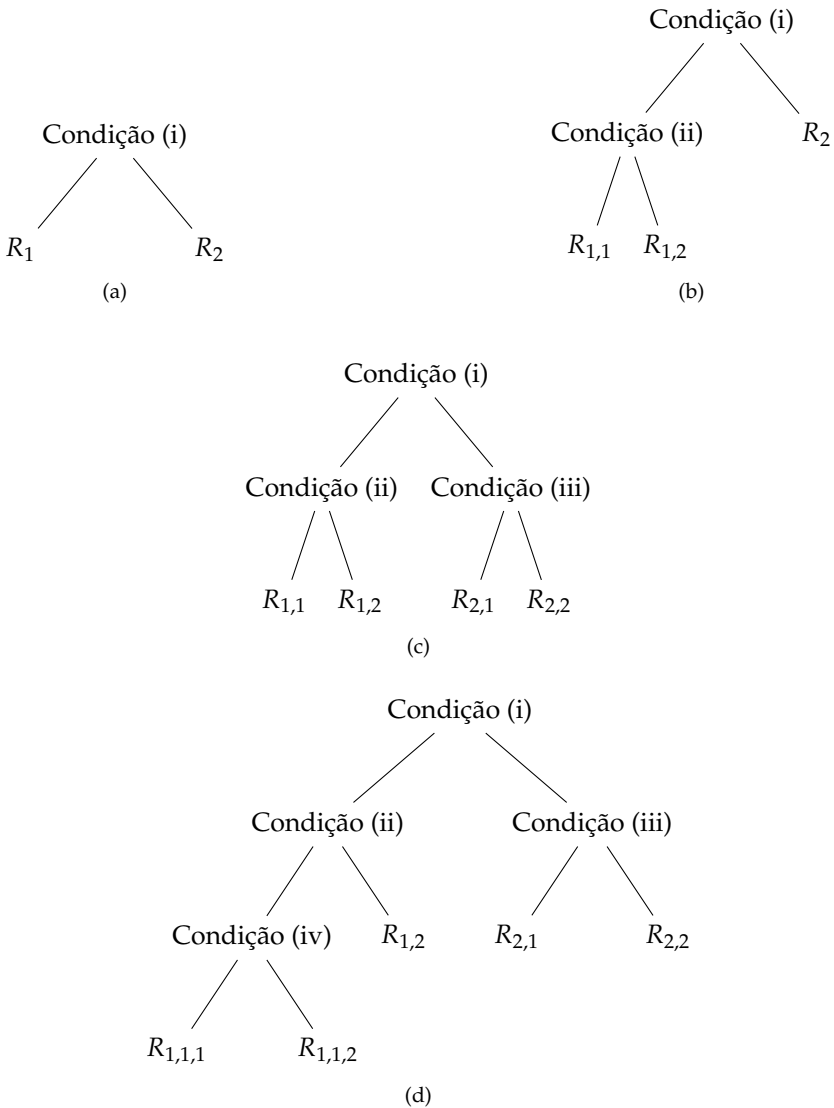 Condição (i)
R1 R2
(a)
Condição (i)
Condição (ii) R2
R1,1 R1,2
(b)
Condição (i)
Condição (ii) Condição (iii)
R1,1 R1,2 R2,1 R2,2
(c)
Condição (i)
Condição (ii) Condição (iii)
Condição (iv) R1,2 R2,1 R2,2
R1,1,1 R1,1,2
(d)